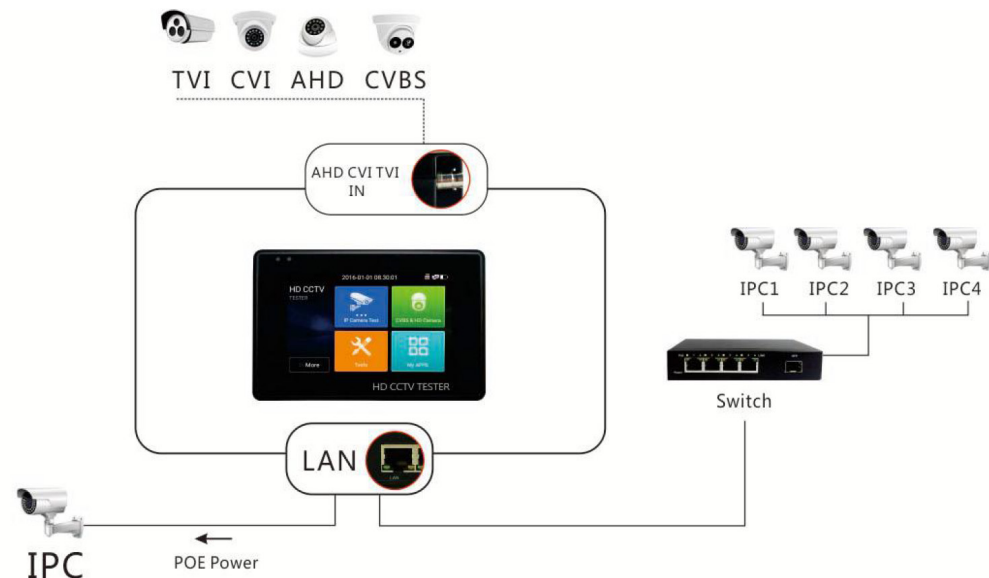 TVI CVI AHD CVBS
AHD CVI TVI
IN
2016-01-01 08:30:01
HD CCTV
TESTER
IP Camera Test
CVBS & HD Camera
More
Tools
My APPS
HD CCTV TESTER
IPC1 IPC2 IPC3 IPC4
Switch
LAN
LAN
IPC
POE Power